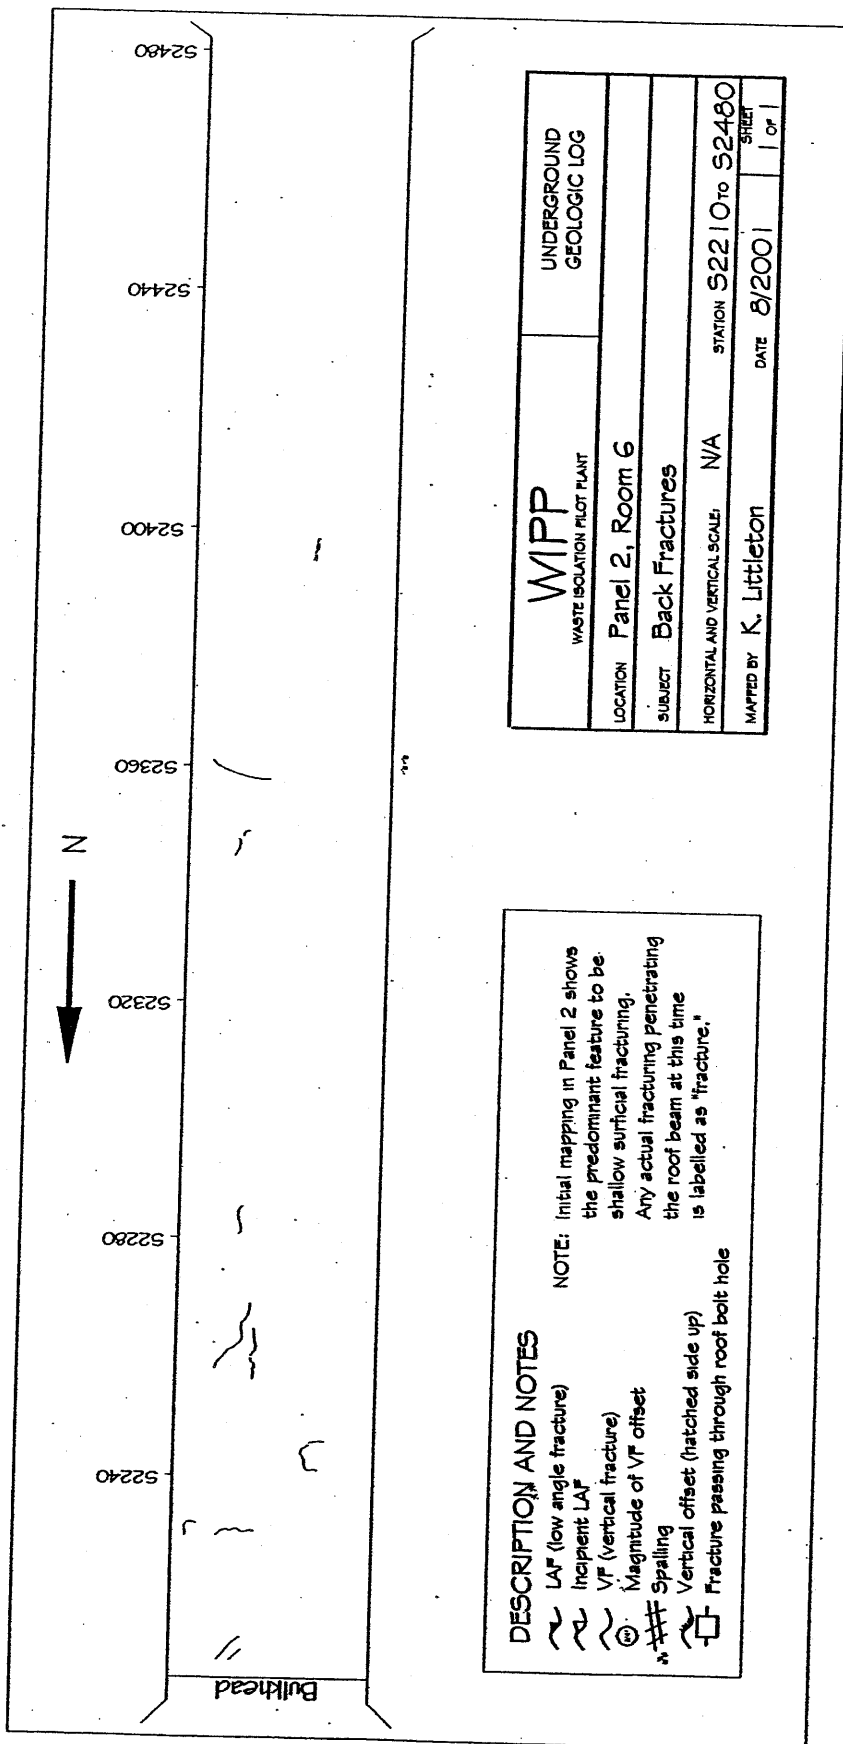 S2480
S2440
S2400
S2360
S2320
S2280
S2240
N
Bulkhead
WIPP
WASTE ISOLATION PILOT PLANT
UNDERGROUND
GEOLOGIC LOG
LOCATION Panel 2, Room 6
SUBJECT Back Fractures
HORIZONTAL AND VERTICAL SCALE: N/A STATION S2210 TO S2480
MAPPED BY K. Littleton DATE 8/2001 SHEET 1 OF 1
DESCRIPTION AND NOTES
LAF (low angle fracture)
Incipient LAF
VF (vertical fracture)
Magnitude of VF offset
Spalling
Vertical offset (hatched side up)
Fracture passing through roof bolt hole
NOTE: Initial mapping in Panel 2 shows
the predominant feature to be
shallow surficial fracturing.
Any actual fracturing penetrating
the roof beam at this time
is labelled as "fracture."